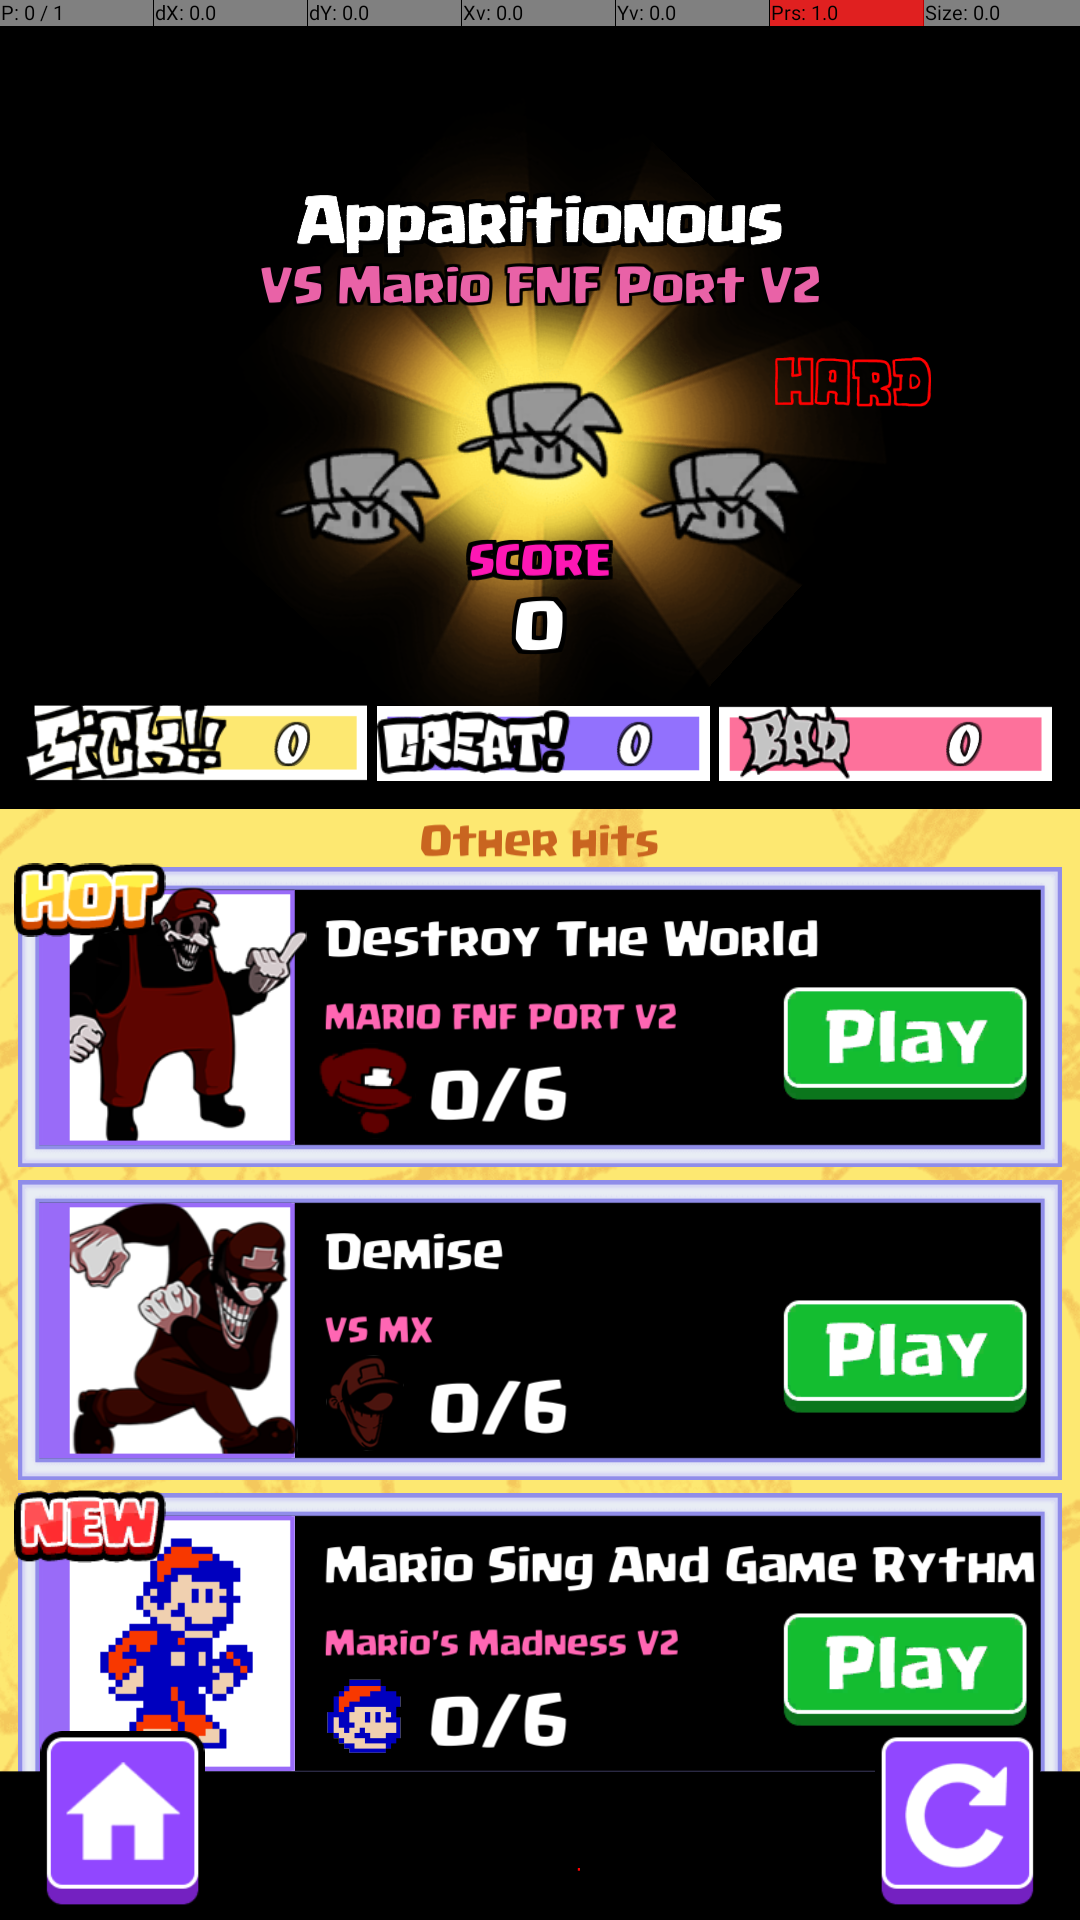 P: 0 / 1 dX: 0.0 dY: 0.0 Xv: 0.0 Yv: 0.0 Prs: 1.0 Size: 0.0
Apparitionous
VS Mario FNF Port V2
HARD
SCORE
0
SiCK!! 0 GREAT! 0 BAD 0
Other hits
HOT
Destroy The World
MARIO FNF PORT V2
Play
0/6
Demise
VS MX
Play
0/6
NEW
Mario Sing And Game Rythm
Mario's Madness V2
Play
0/6